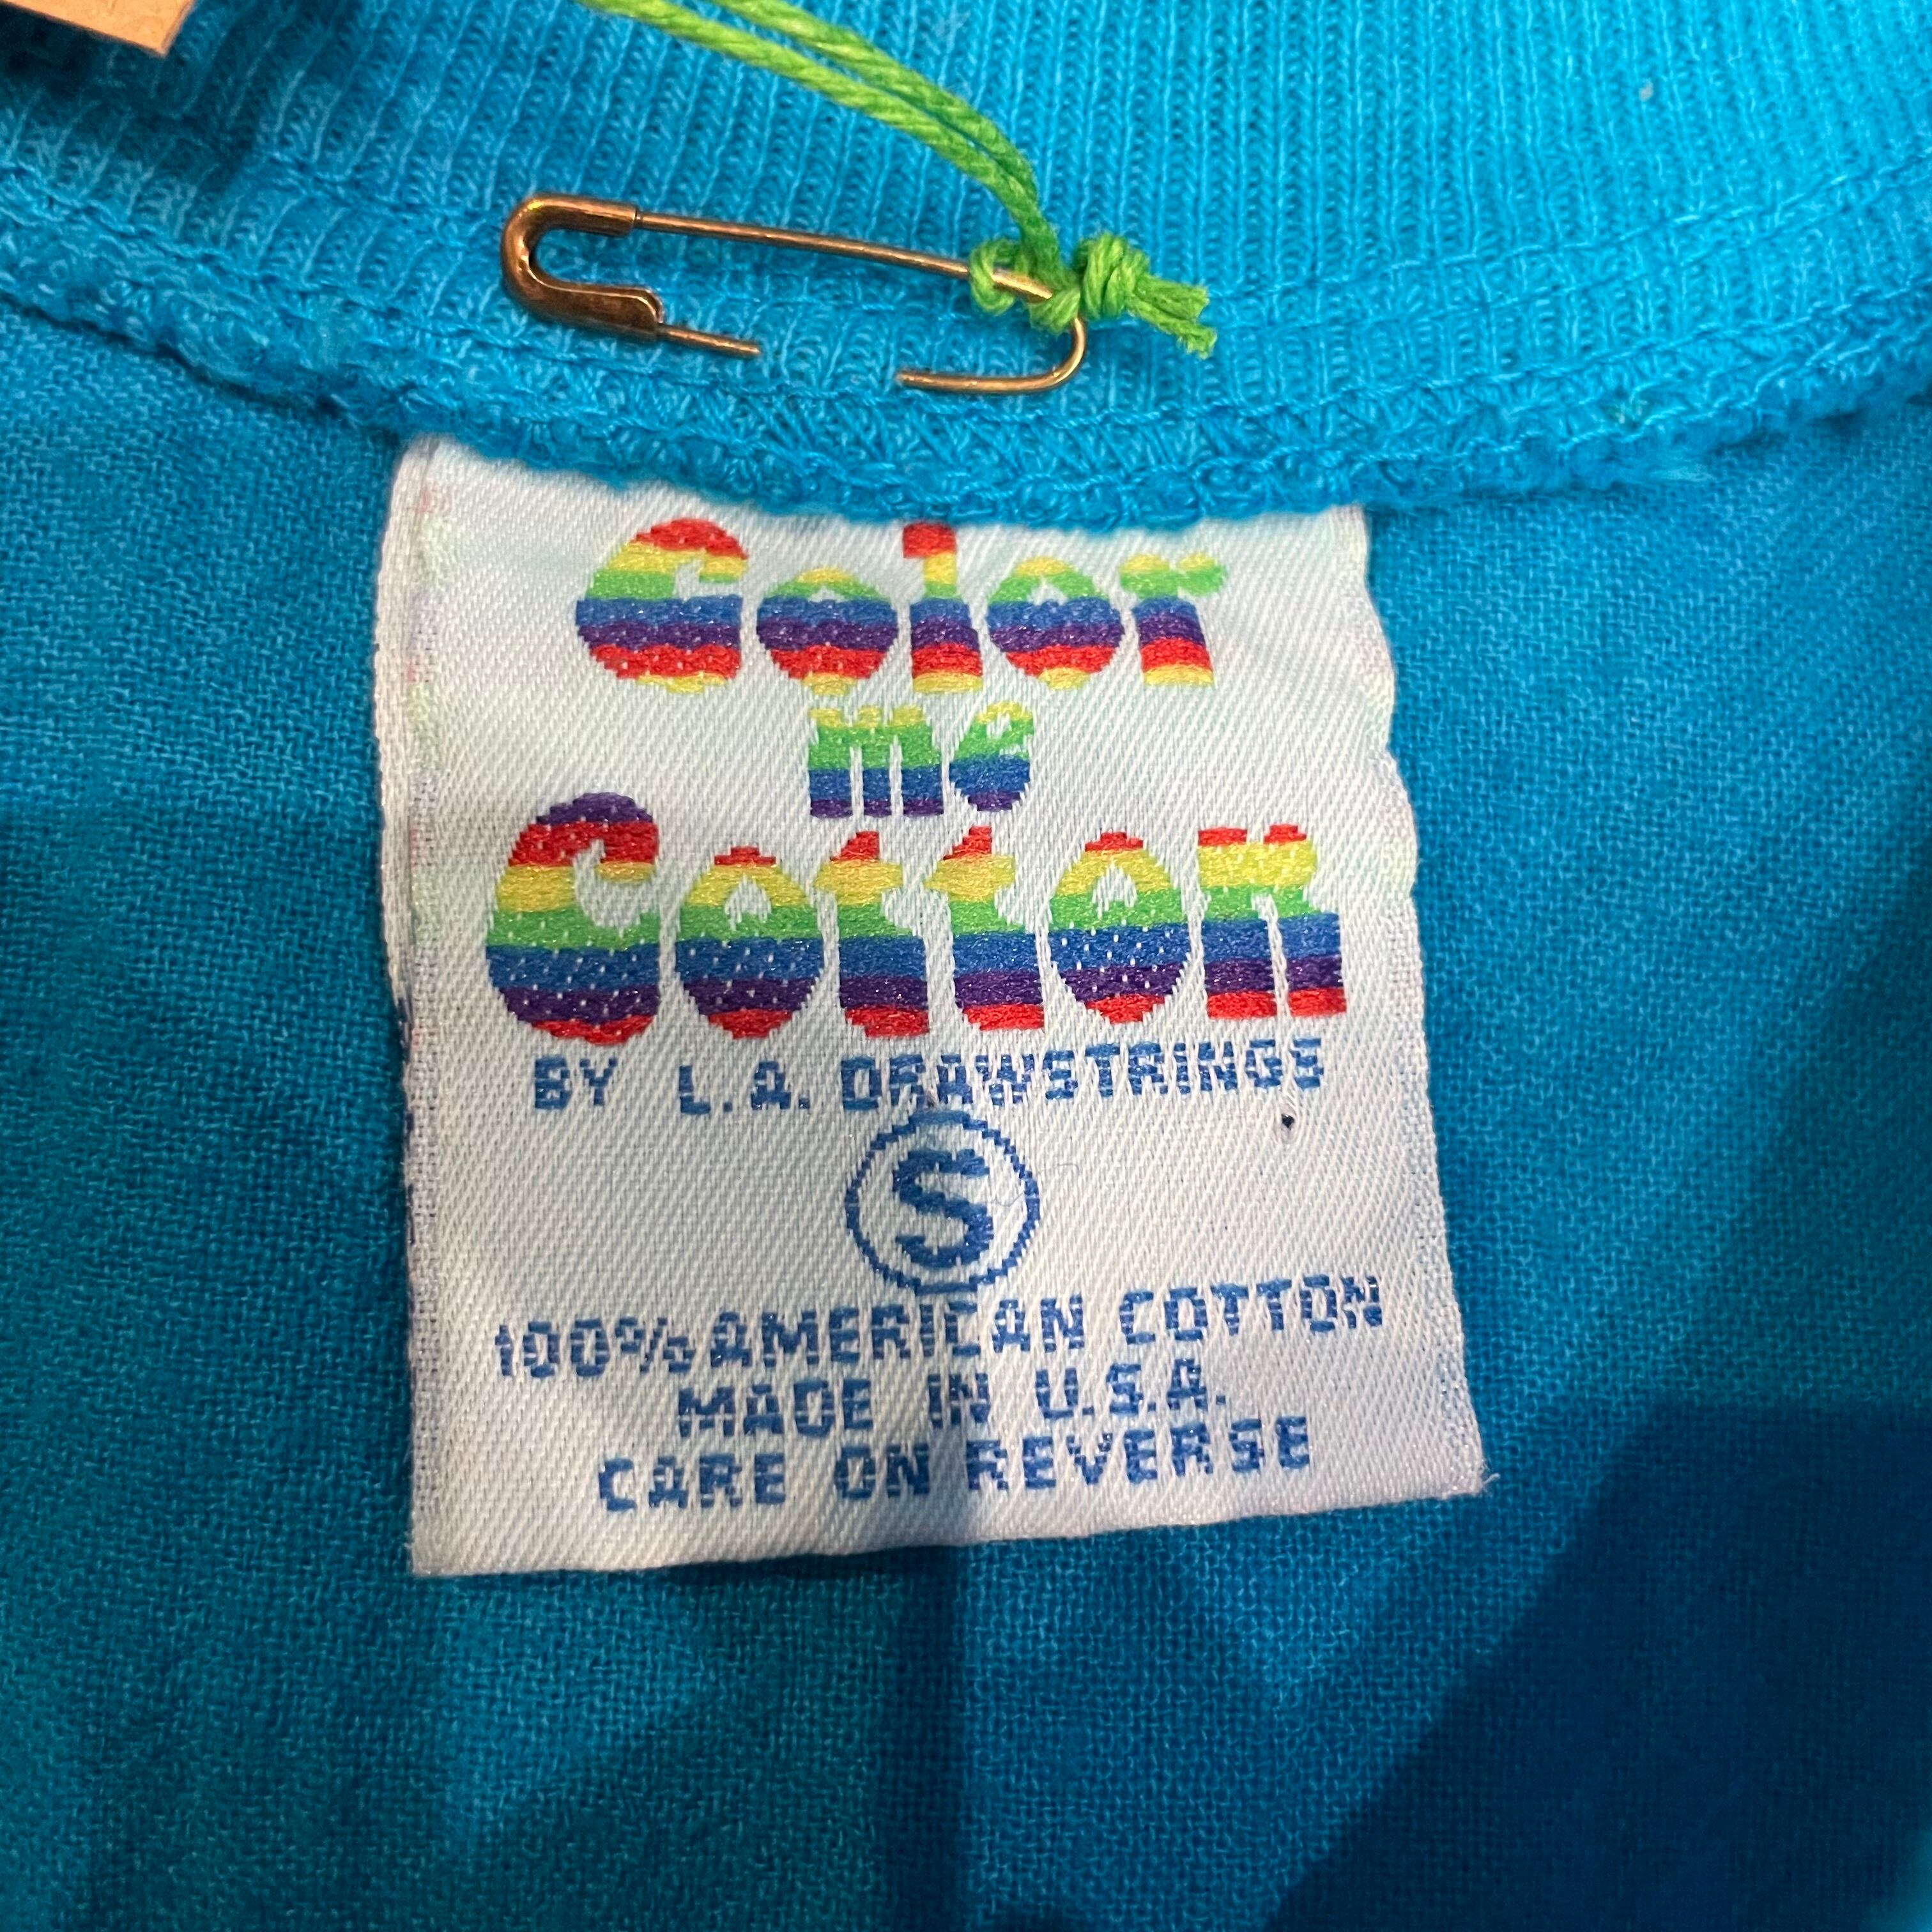 Color
me
Cotton
BY L.A. DRAWSTRINGS
S
100% AMERICAN COTTON
MADE IN U.S.A.
CARE ON REVERSE